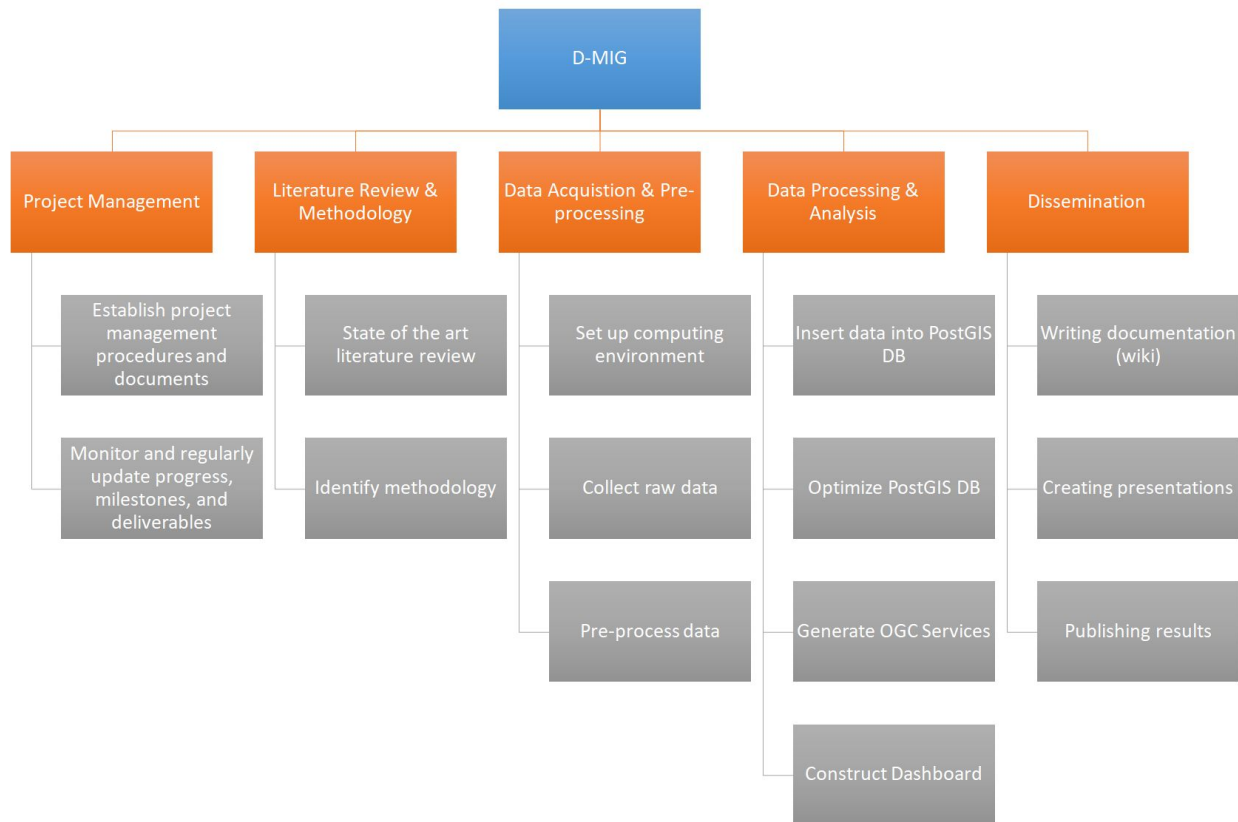 D-MIG
Project Management
Literature Review &
Methodology
Data Acquistion & Pre-
processing
Data Processing &
Analysis
Dissemination
Establish project
management
procedures and
documents
Monitor and regularly
update progress,
milestones, and
deliverables
State of the art
literature review
Identify methodology
Set up computing
environment
Collect raw data
Pre-process data
Insert data into PostGIS
DB
Optimize PostGIS DB
Generate OGC Services
Construct Dashboard
Writing documentation
(wiki)
Creating presentations
Publishing results